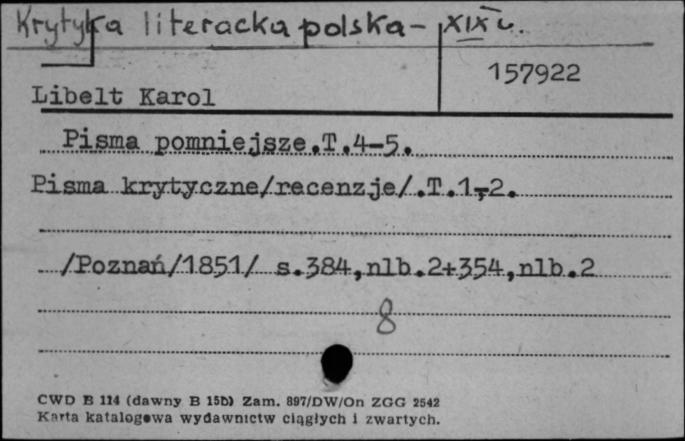 Krytyka literacka polska - XIX w.
157922
Libelt Karol
Pisma pomniejsze.T.4-5.
Pisma krytyczne/recenzje/.T.1-2.
/Poznań/1851/ s.384,nlb.2+354,nlb.2
8
CWD B 114 (dawny B 15b) Zam. 897/DW/On ZGG 2542
Karta katalogowa wydawnictw ciągłych i zwartych.